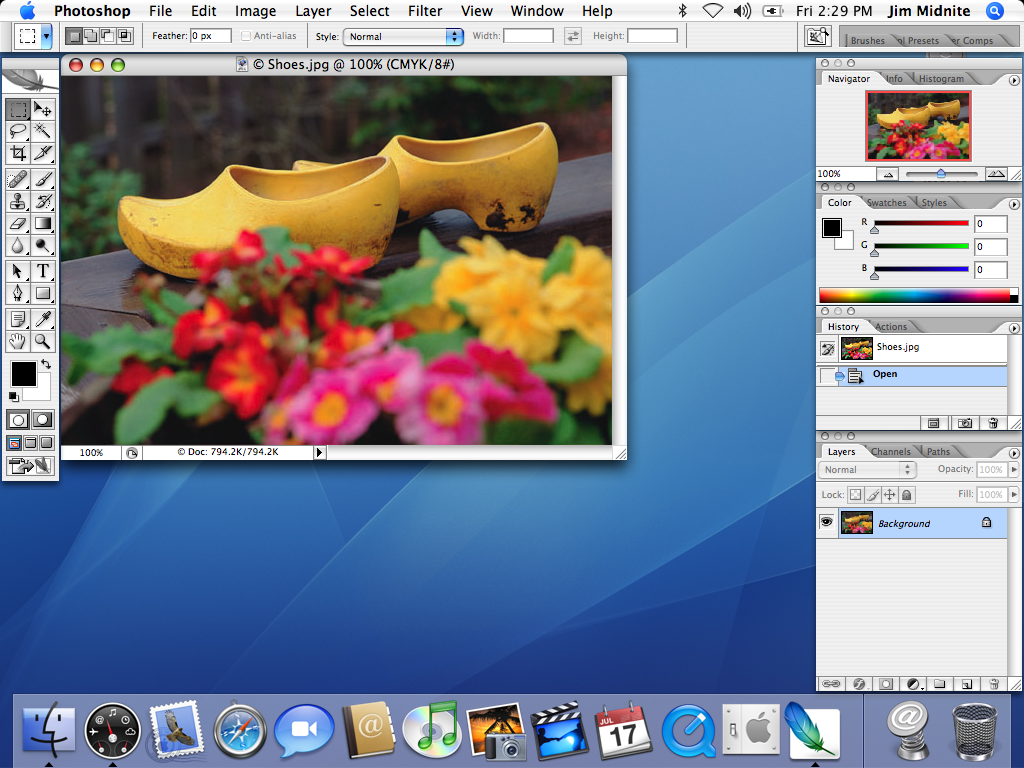 Photoshop File Edit Image Layer Select Filter View Window Help Fri 2:29 PM Jim Midnite
Feather: 0 px Anti-alias Style: Normal Width: Height: Brushes ol Presets er Comps
© Shoes.jpg @ 100% (CMYK/8#)
100% © Doc: 794.2K/794.2K
Navigator Info Histogram
100%
Color Swatches Styles
R 0
G 0
B 0
History Actions
Shoes.jpg
Open
Layers Channels Paths
Normal Opacity: 100%
Lock: Fill: 100%
Background
T
JUL
17
@
@
@